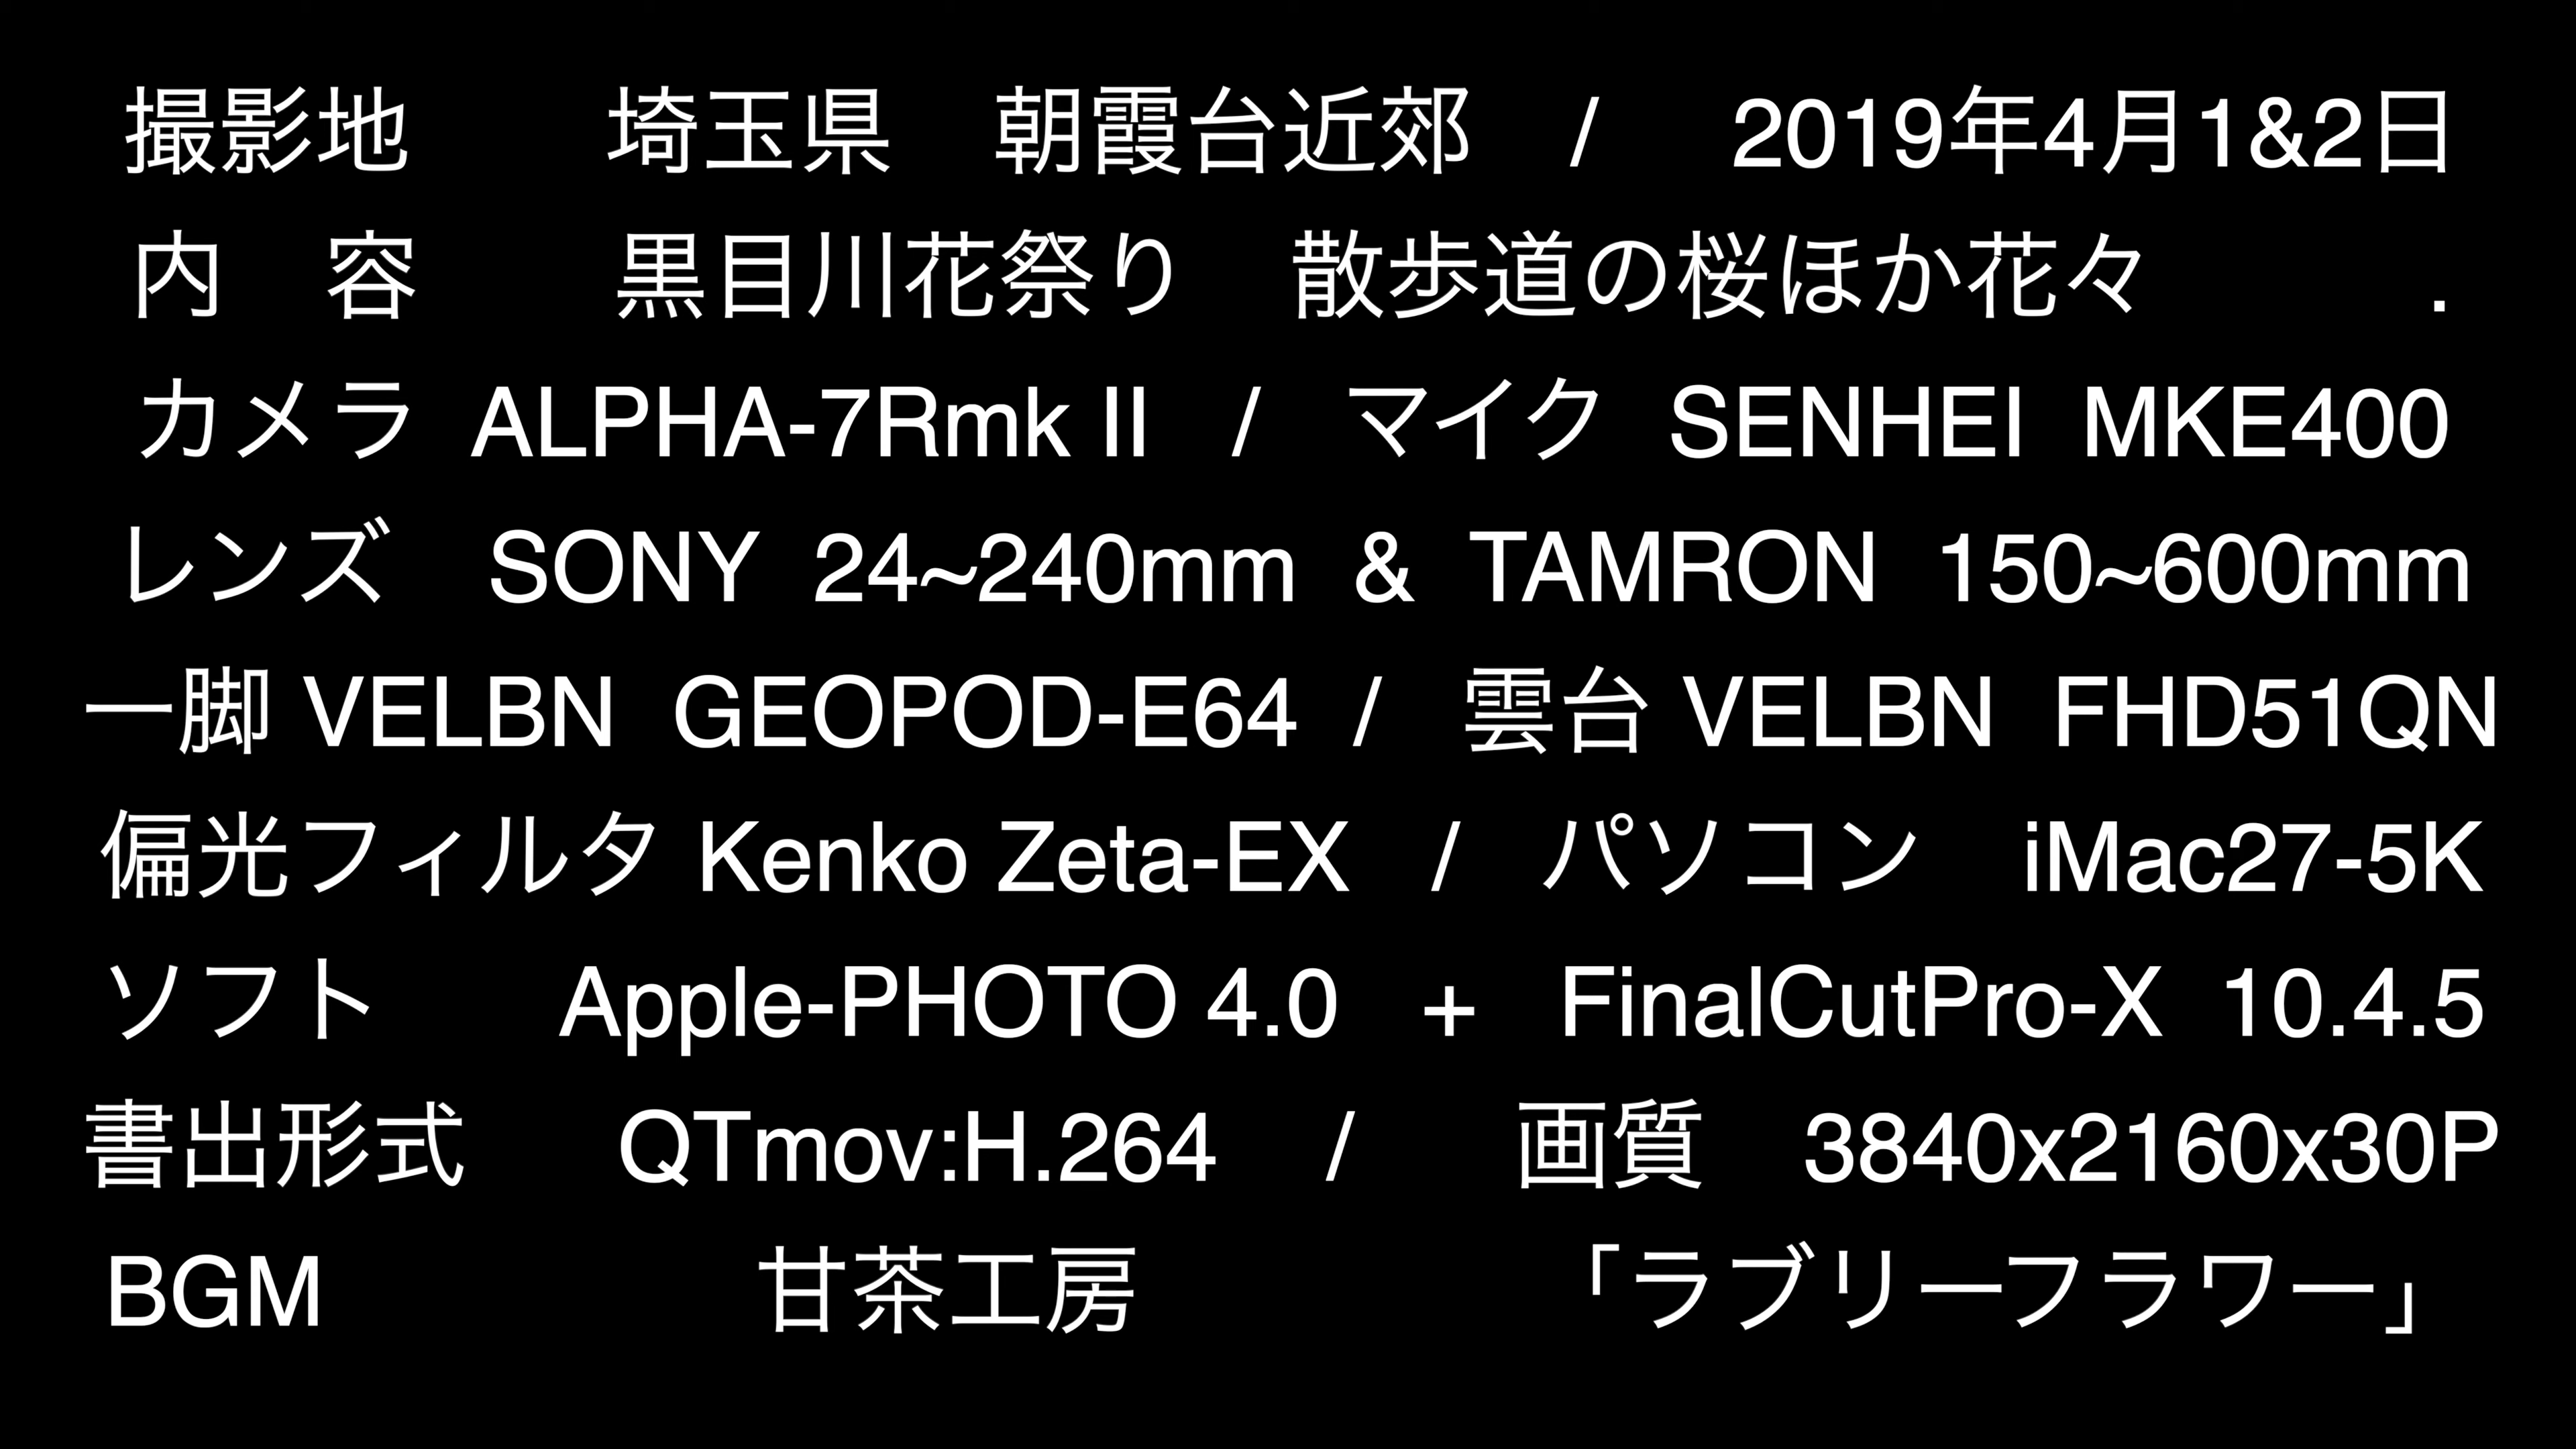 撮影地 埼玉県 朝霞台近郊 / 2019年4月1&2日
内 容 黒目川花祭り 散歩道の桜ほか花々 .
カメラ ALPHA-7Rmk II / マイク SENHEI MKE400
レンズ SONY 24~240mm & TAMRON 150~600mm
一脚 VELBN GEOPOD-E64 / 雲台 VELBN FHD51QN
偏光フィルタ Kenko Zeta-EX / パソコン iMac27-5K
ソフト Apple-PHOTO 4.0 + FinalCutPro-X 10.4.5
書出形式 QTmov:H.264 / 画質 3840x2160x30P
BGM 甘茶工房 「ラブリーフラワー」